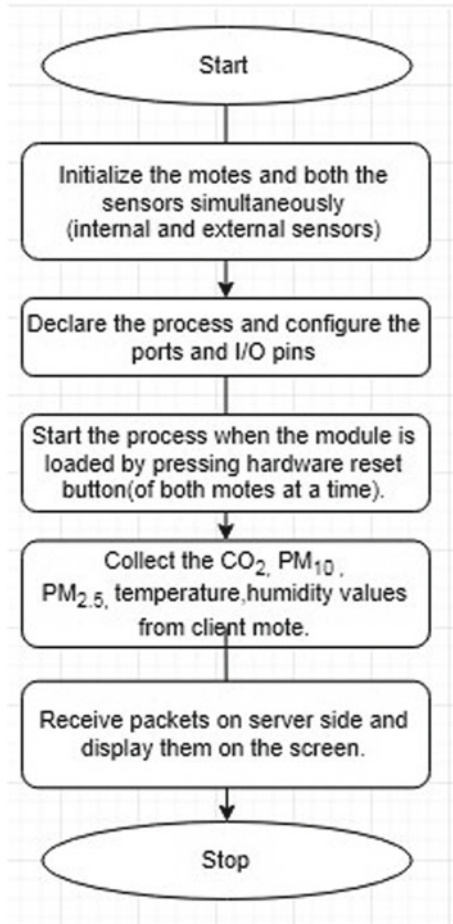 Start
Initialize the motes and both the
sensors simultaneously
(internal and external sensors)
Declare the process and configure the
ports and I/O pins
Start the process when the module is
loaded by pressing hardware reset
button(of both motes at a time).
Collect the CO₂, PM₁₀,
PM₂.₅, temperature,humidity values
from client mote.
Receive packets on server side and
display them on the screen.
Stop